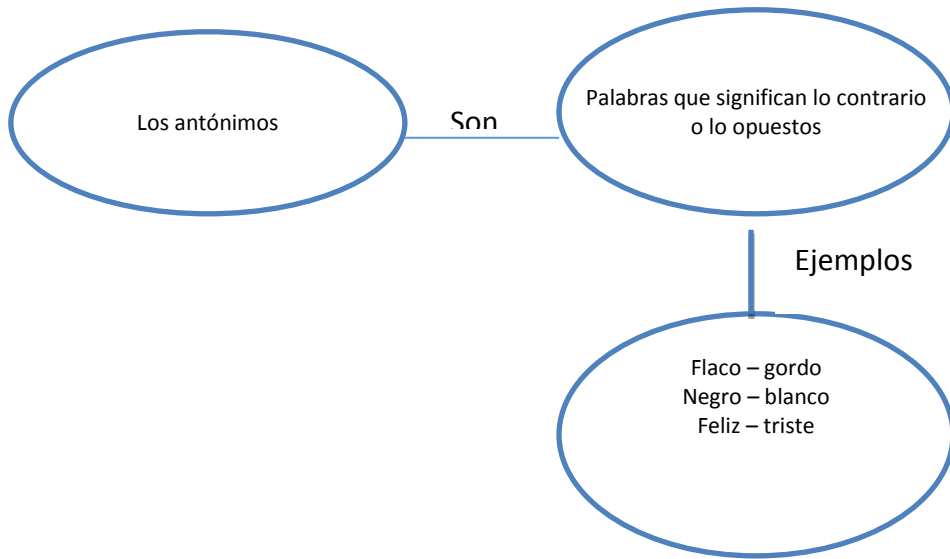 Los antónimos
Son
Palabras que significan lo contrario
o lo opuestos
Ejemplos
Flaco – gordo
Negro – blanco
Feliz – triste